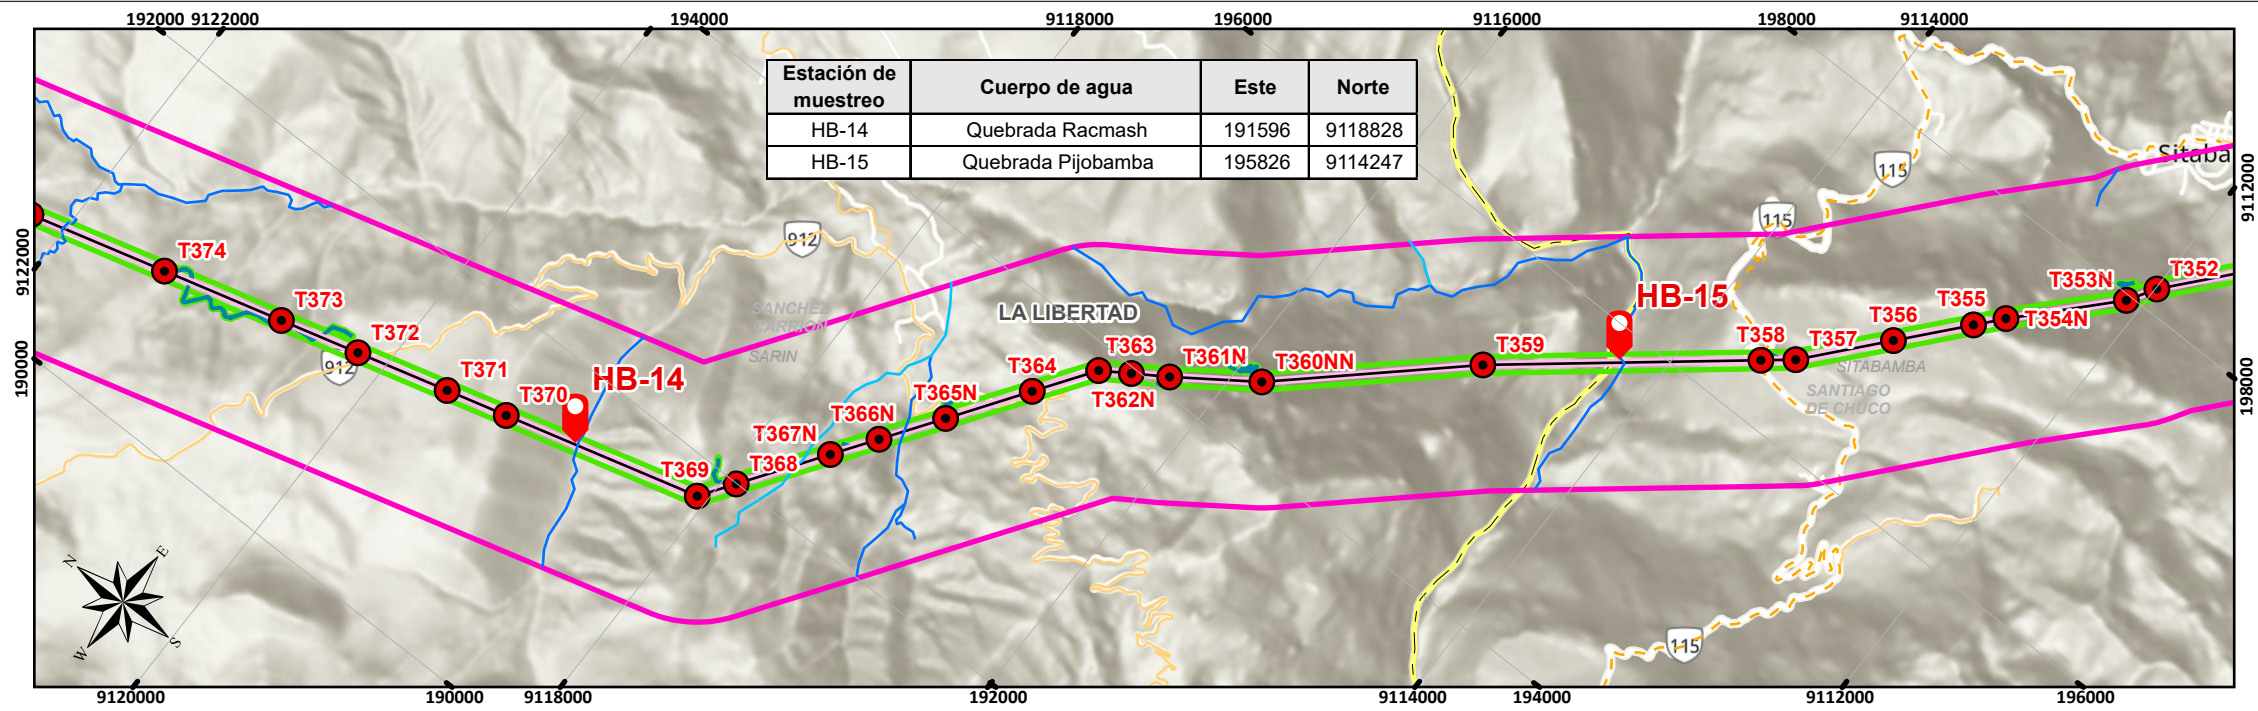 192000 9122000 194000 9118000 196000 9116000 198000 9114000
Estación de muestreo Cuerpo de agua Este Norte
HB-14 Quebrada Racmash 191596 9118828
HB-15 Quebrada Pijobamba 195826 9114247
Sitaba
115
115
912
9122000
9112000
T374
T373
T372
912
T371
T370
HB-14
SANCHEZ
CARRION
SARIN
LA LIBERTAD
HB-15
T353N
T352
T354N
T355
T356
T357
T358
T359
T360NN
T361N
T363
T362N
T364
T365N
T366N
T367N
T368
T369
SITABAMBA
SANTIAGO
DE CHUCO
190000
198000
N
E
W
S
115
9120000 190000 9118000 192000 9114000 194000 9112000 196000